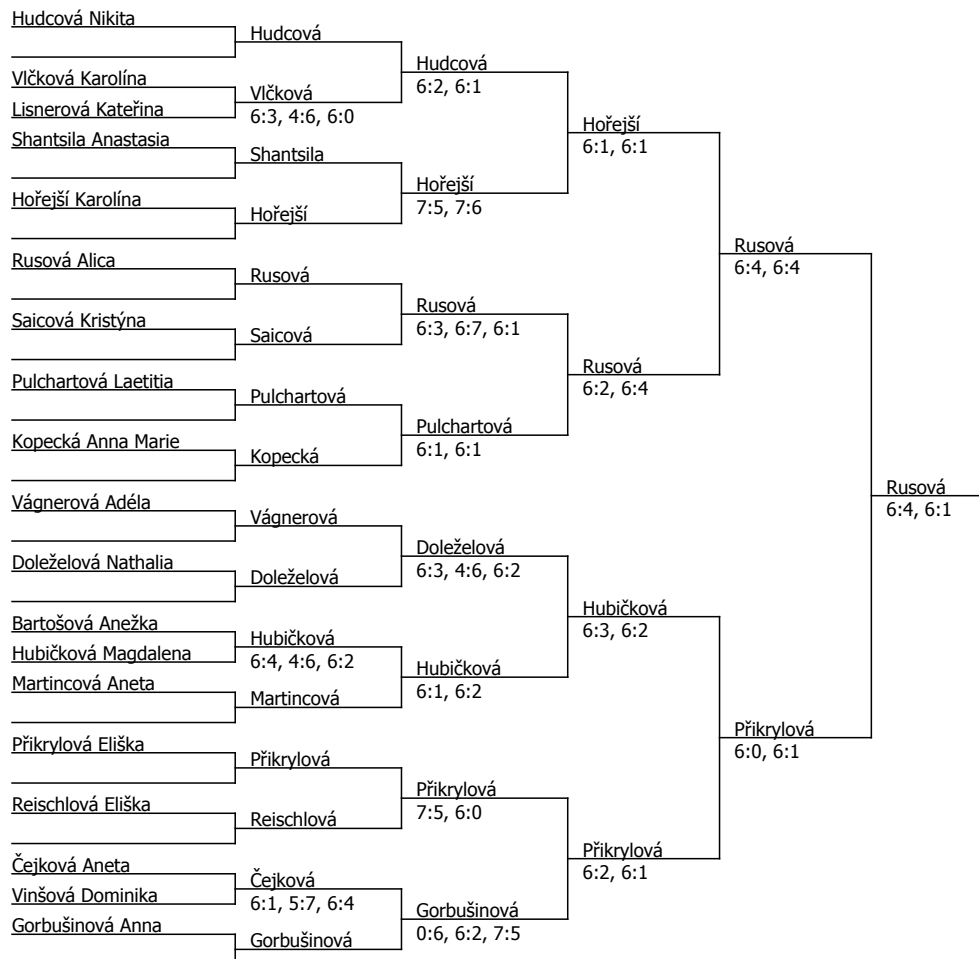 Hudcová Nikita
Vlčková Karolína
Lisnerová Kateřina
Shantsila Anastasia
Hořejší Karolína
Rusová Alica
Saicová Kristýna
Pulchartová Laetitia
Kopecká Anna Marie
Vágnerová Adéla
Doleželová Nathalia
Bartošová Anežka
Hubičková Magdalena
Martincová Aneta
Přikrylová Eliška
Reischlová Eliška
Čejková Aneta
Vinšová Dominika
Gorbušinová Anna
Hudcová
Vlčková
6:3, 4:6, 6:0
Shantsila
Hořejší
Rusová
Saicová
Pulchartová
Kopecká
Vágnerová
Doleželová
Hubičková
6:4, 4:6, 6:2
Martincová
Přikrylová
Reischlová
Čejková
6:1, 5:7, 6:4
Gorbušinová
Hudcová
6:2, 6:1
Hořejší
7:5, 7:6
Rusová
6:3, 6:7, 6:1
Pulchartová
6:1, 6:1
Doleželová
6:3, 4:6, 6:2
Hubičková
6:1, 6:2
Přikrylová
7:5, 6:0
Gorbušinová
0:6, 6:2, 7:5
Hořejší
6:1, 6:1
Rusová
6:2, 6:4
Hubičková
6:3, 6:2
Přikrylová
6:2, 6:1
Rusová
6:4, 6:4
Přikrylová
6:0, 6:1
Rusová
6:4, 6:1